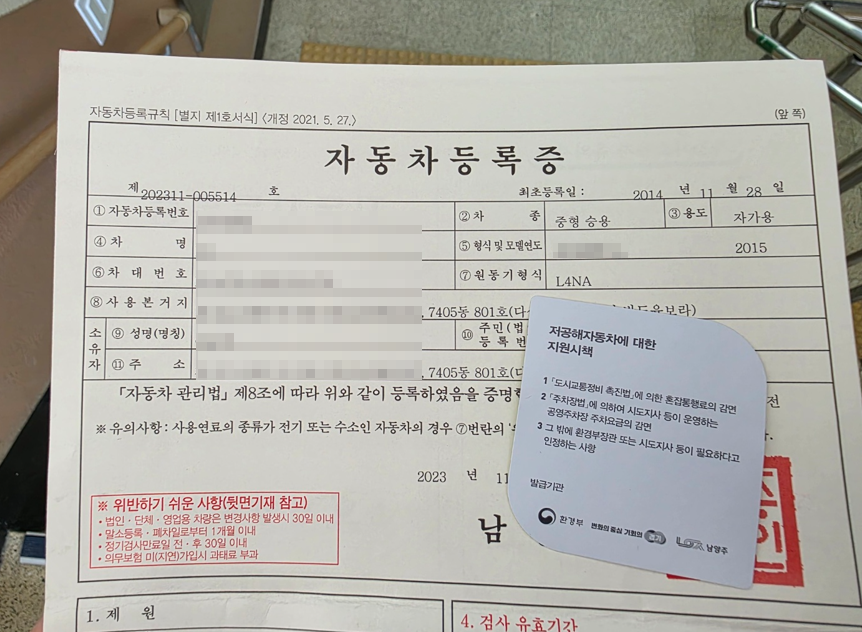 자동차등록규칙 [별지 제1호서식] <개정 2021. 5. 27.>
(앞 쪽)
자동차등록증
제 202311-005514 호
최초등록일 : 2014 년 11 월 28 일
① 자동차등록번호
② 차 종 중형 승용
③ 용도 자가용
④ 차 명
⑤ 형식 및 모델연도 2015
⑥ 차 대 번 호
⑦ 원동기형식 L4NA
⑧ 사 용 본 거 지 , 7405동 801호
소유자
⑨ 성명(명칭)
⑩ 주민(법
등 록 번
⑪ 주 소 , 7405동 801호
「자동차 관리법」 제8조에 따라 위와 같이 등록하였음을 증명
※ 유의사항 : 사용연료의 종류가 전기 또는 수소인 자동차의 경우 ⑦번란의
2023 년 11
남
※ 위반하기 쉬운 사항(뒷면기재 참고)
· 법인 · 단체 · 영업용 차량은 변경사항 발생시 30일 이내
· 말소등록 · 폐차일로부터 1개월 이내
· 정기검사만료일 전 · 후 30일 이내
· 의무보험 미(지연)가입시 과태료 부과
1. 제 원
4. 검사 유효기간
저공해자동차에 대한
지원시책
1 「도시교통정비 촉진법」에 의한 혼잡통행료의 감면
2 「주차장법」에 의하여 시도지사 등이 운영하는
공영주차장 주차요금의 감면
3 그 밖에 환경부장관 또는 시도지사 등이 필요하다고
인정하는 사항
발급기관
환경부 변화의 중심 기회의 경기 남양주